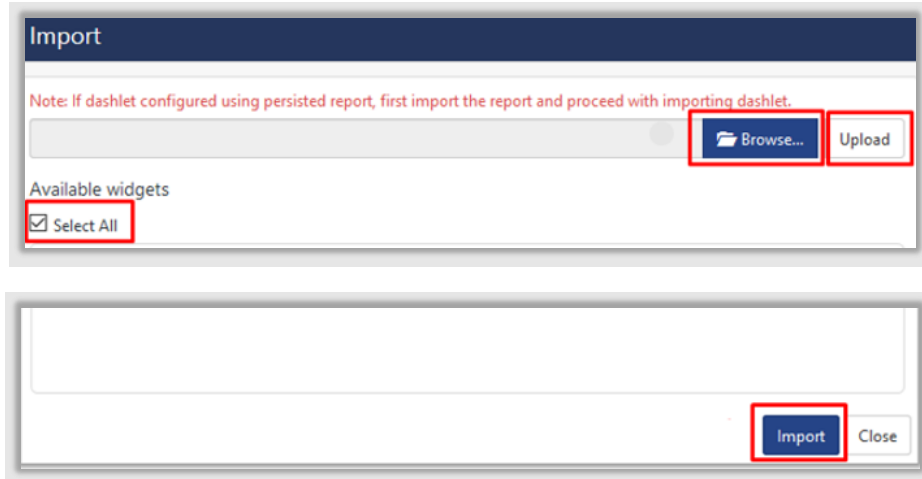 Import
Note: If dashlet configured using persisted report, first import the report and proceed with importing dashlet.
Browse... Upload
Available widgets
Select All
Import Close